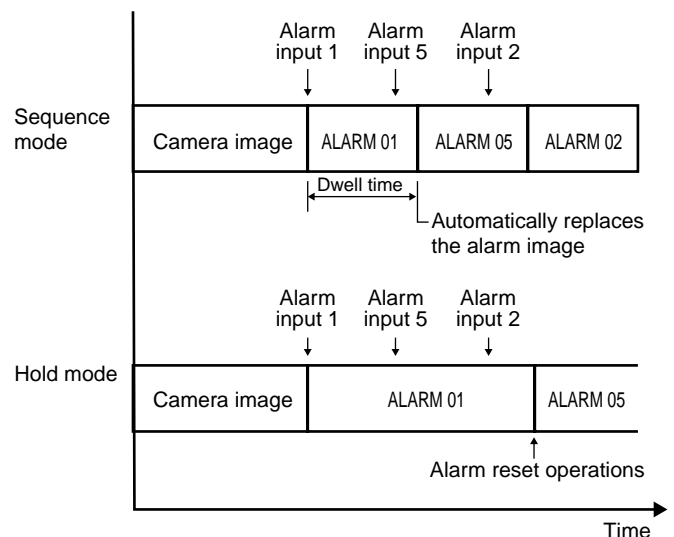 Alarm input 1
Alarm input 5
Alarm input 2
Sequence mode
Camera image
ALARM 01
ALARM 05
ALARM 02
Dwell time
Automatically replaces
the alarm image
Alarm input 1
Alarm input 5
Alarm input 2
Hold mode
Camera image
ALARM 01
ALARM 05
Alarm reset operations
Time